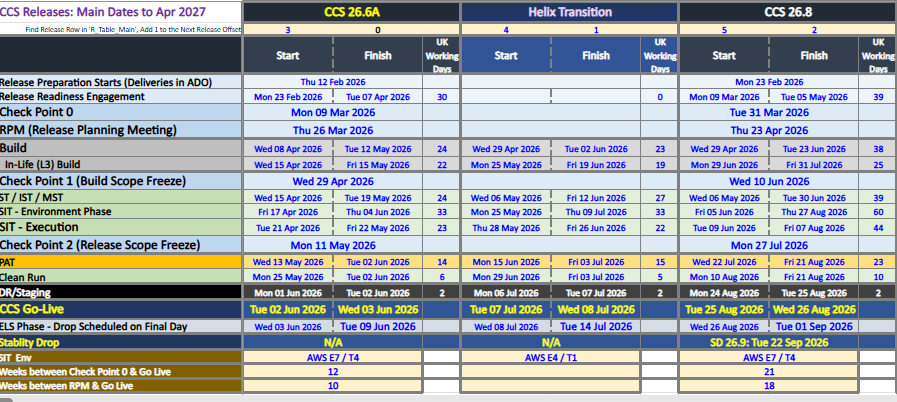 CCS Releases: Main Dates to Apr 2027 CCS 26.6A Helix Transition CCS 26.8
Find Release Row in 'R_Table_Main', Add 1 to the Next Release Offset 3 0 4 1 5 2
Start Finish UK Working Days Start Finish UK Working Days Start Finish UK Working Days
Release Preparation Starts (Deliveries in ADO) Thu 12 Feb 2026 Mon 23 Feb 2026
Release Readiness Engagement Mon 23 Feb 2026 Tue 07 Apr 2026 30 0 Mon 09 Mar 2026 Tue 05 May 2026 39
Check Point 0 Mon 09 Mar 2026 Tue 31 Mar 2026
RPM (Release Planning Meeting) Thu 26 Mar 2026 Thu 23 Apr 2026
Build Wed 08 Apr 2026 Tue 12 May 2026 24 Wed 29 Apr 2026 Tue 02 Jun 2026 23 Wed 29 Apr 2026 Tue 23 Jun 2026 38
In-Life (L3) Build Wed 15 Apr 2026 Fri 15 May 2026 22 Mon 25 May 2026 Fri 19 Jun 2026 19 Mon 29 Jun 2026 Fri 31 Jul 2026 25
Check Point 1 (Build Scope Freeze) Wed 29 Apr 2026 Wed 10 Jun 2026
ST / IST / MST Wed 15 Apr 2026 Tue 19 May 2026 24 Wed 06 May 2026 Fri 12 Jun 2026 27 Wed 06 May 2026 Tue 30 Jun 2026 39
SIT - Environment Phase Fri 17 Apr 2026 Thu 04 Jun 2026 33 Mon 25 May 2026 Thu 09 Jul 2026 33 Fri 05 Jun 2026 Thu 27 Aug 2026 60
SIT - Execution Tue 21 Apr 2026 Fri 22 May 2026 23 Thu 28 May 2026 Fri 26 Jun 2026 22 Tue 09 Jun 2026 Fri 07 Aug 2026 44
Check Point 2 (Release Scope Freeze) Mon 11 May 2026 Mon 27 Jul 2026
PAT Wed 13 May 2026 Tue 02 Jun 2026 14 Mon 15 Jun 2026 Fri 03 Jul 2026 15 Wed 22 Jul 2026 Fri 21 Aug 2026 23
Clean Run Mon 25 May 2026 Tue 02 Jun 2026 6 Mon 29 Jun 2026 Fri 03 Jul 2026 5 Mon 10 Aug 2026 Fri 21 Aug 2026 10
DR/Staging Mon 01 Jun 2026 Tue 02 Jun 2026 2 Mon 06 Jul 2026 Tue 07 Jul 2026 2 Mon 24 Aug 2026 Tue 25 Aug 2026 2
CCS Go-Live Tue 02 Jun 2026 Wed 03 Jun 2026 Tue 07 Jul 2026 Wed 08 Jul 2026 Tue 25 Aug 2026 Wed 26 Aug 2026
ELS Phase - Drop Scheduled on Final Day Wed 03 Jun 2026 Tue 09 Jun 2026 Wed 08 Jul 2026 Tue 14 Jul 2026 Wed 26 Aug 2026 Tue 01 Sep 2026
Stablity Drop N/A N/A SD 26.9: Tue 22 Sep 2026
SIT Env AWS E7 / T4 AWS E4 / T1 AWS E7 / T4
Weeks between Check Point 0 & Go Live 12 21
Weeks between RPM & Go Live 10 18